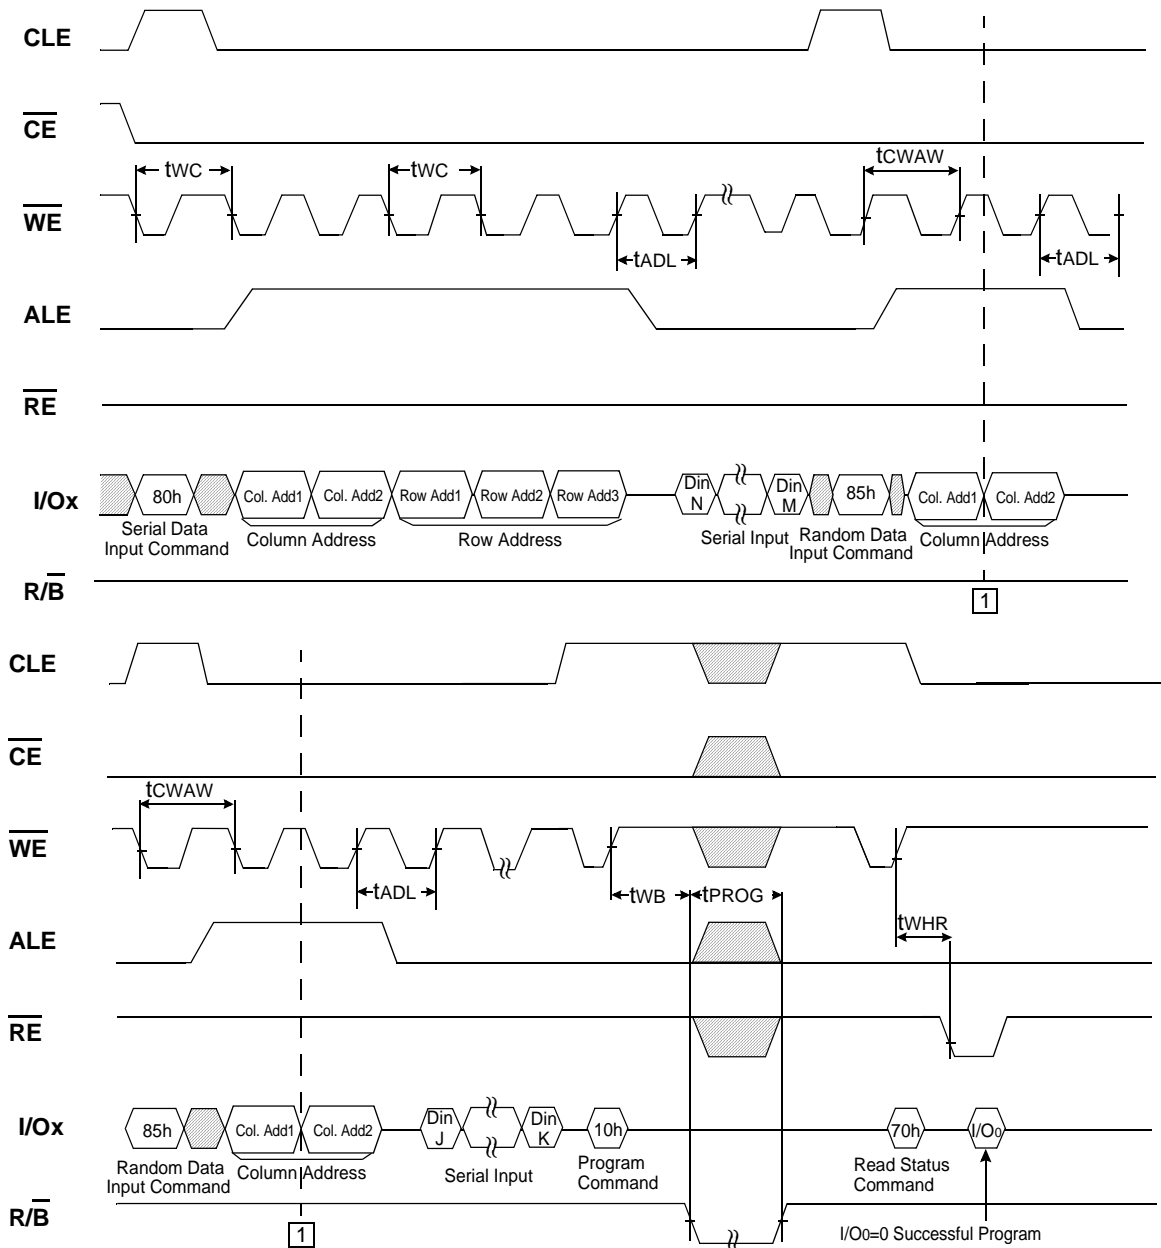 CLE
CE
tWC
tWC
tCWAW
WE
tADL
tADL
ALE
RE
I/Ox
80h
Col. Add1
Col. Add2
Row Add1
Row Add2
Row Add3
Din
N
Din
M
85h
Col. Add1
Col. Add2
Serial Data
Input Command
Column Address
Row Address
Serial Input
Random Data
Input Command
Column Address
R/B
1
CLE
CE
tCWAW
WE
tADL
tWB
tPROG
tWHR
ALE
RE
I/Ox
85h
Col. Add1
Col. Add2
Din
J
Din
K
10h
70h
I/O0
Random Data
Input Command
Column Address
Serial Input
Program
Command
Read Status
Command
R/B
1
I/O0=0 Successful Program